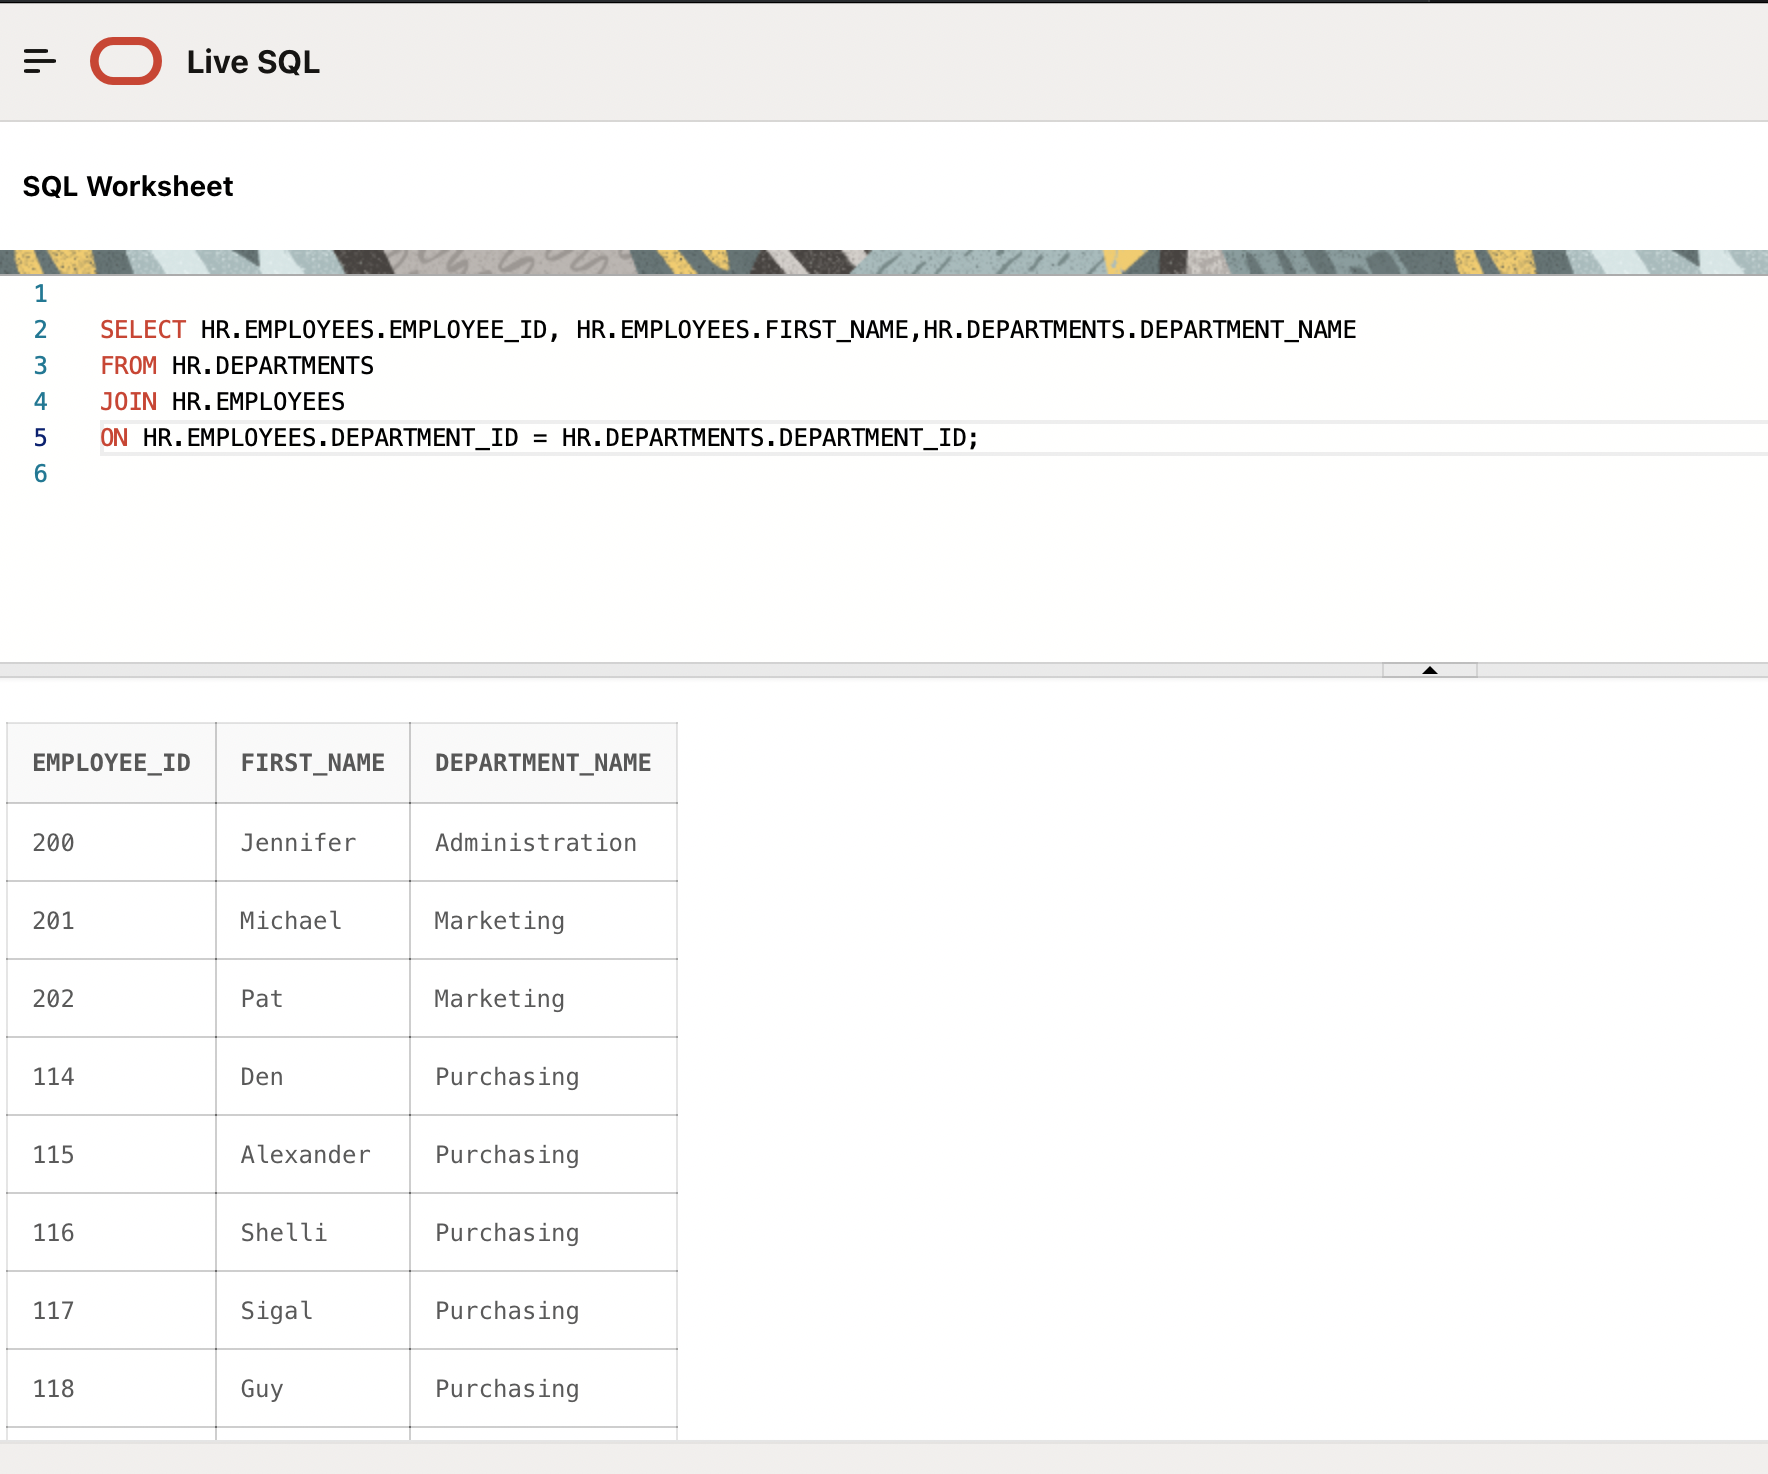 Live SQL
SQL Worksheet
1
2 SELECT HR.EMPLOYEES.EMPLOYEE_ID, HR.EMPLOYEES.FIRST_NAME,HR.DEPARTMENTS.DEPARTMENT_NAME
3 FROM HR.DEPARTMENTS
4 JOIN HR.EMPLOYEES
5 ON HR.EMPLOYEES.DEPARTMENT_ID = HR.DEPARTMENTS.DEPARTMENT_ID;
6
EMPLOYEE_ID FIRST_NAME DEPARTMENT_NAME
200 Jennifer Administration
201 Michael Marketing
202 Pat Marketing
114 Den Purchasing
115 Alexander Purchasing
116 Shelli Purchasing
117 Sigal Purchasing
118 Guy Purchasing